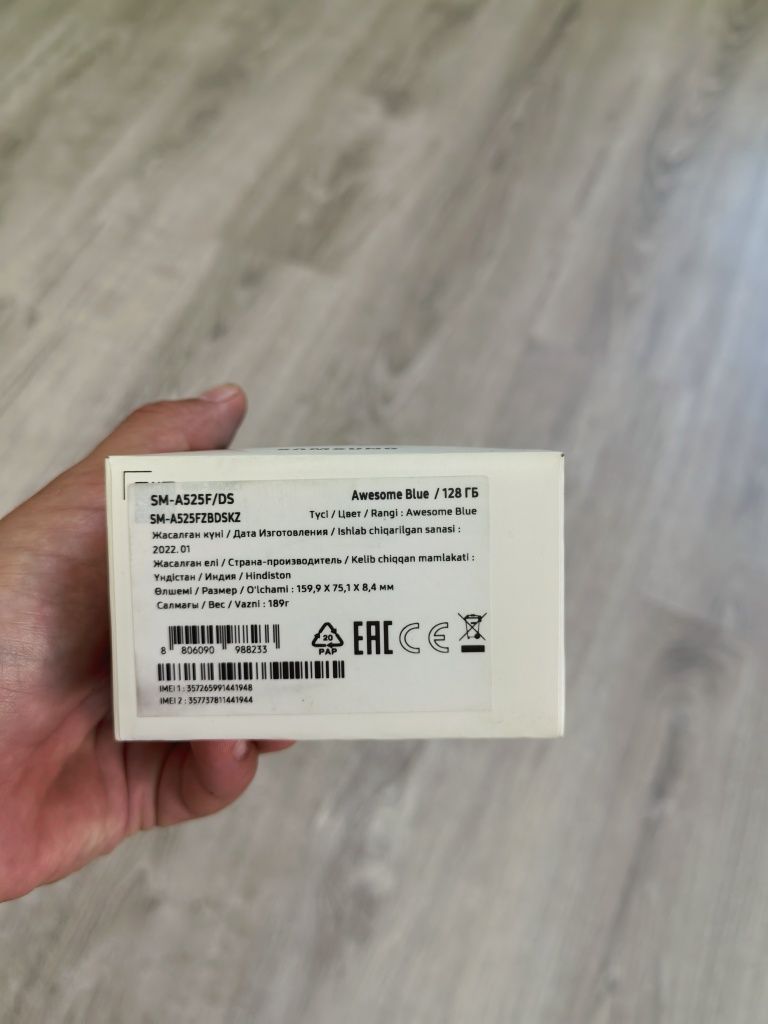 SM-A525F/DS
Awesome Blue / 128 ГБ
SM-A525FZBDSKZ
Түсі / Цвет / Rangi : Awesome Blue
Жасалған күні / Дата Изготовления / Ishlab chiqarilgan sanasi :
2022.01
Жасалған елі / Страна-производитель / Kelib chiqqan mamlakati :
Үндістан / Индия / Hindiston
Өлшемі / Размер / O'lchami : 159,9 X 75,1 X 8,4 мм
Салмағы / Вес / Vazni : 189г
8 806090 988233
20
PAP
EAC CE
IMEI 1 : 357265991441948
IMEI 2 : 357737811441944